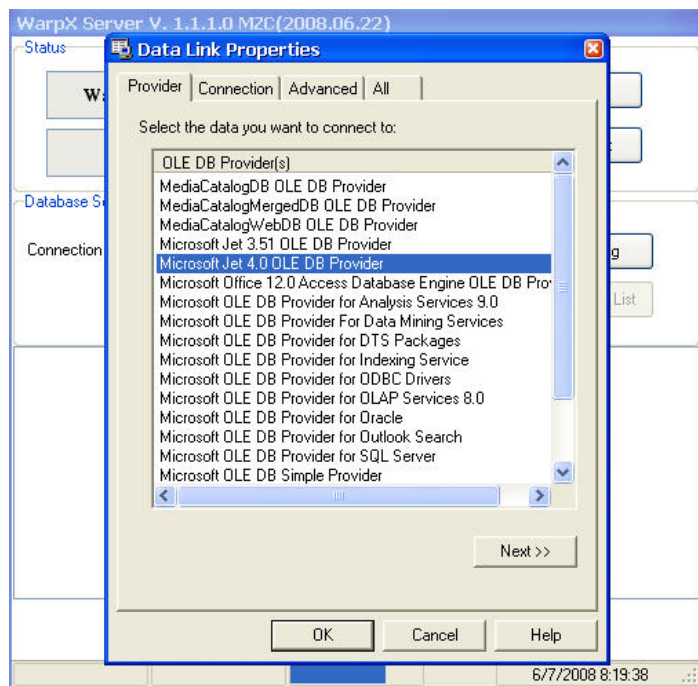 WarpX Server V. 1.1.1.0 MZC(2008.06.22)
Status
Data Link Properties
Provider
Connection
Advanced
All
Select the data you want to connect to:
OLE DB Provider(s)
MediaCatalogDB OLE DB Provider
MediaCatalogMergedDB OLE DB Provider
MediaCatalogWebDB OLE DB Provider
Microsoft Jet 3.51 OLE DB Provider
Microsoft Jet 4.0 OLE DB Provider
Microsoft Office 12.0 Access Database Engine OLE DB Pro
Microsoft OLE DB Provider for Analysis Services 9.0
Microsoft OLE DB Provider For Data Mining Services
Microsoft OLE DB Provider for DTS Packages
Microsoft OLE DB Provider for Indexing Service
Microsoft OLE DB Provider for ODBC Drivers
Microsoft OLE DB Provider for OLAP Services 8.0
Microsoft OLE DB Provider for Oracle
Microsoft OLE DB Provider for Outlook Search
Microsoft OLE DB Provider for SQL Server
Microsoft OLE DB Simple Provider
Next >>
OK
Cancel
Help
Database S
Connection
g
List
6/7/2008 8:19:38